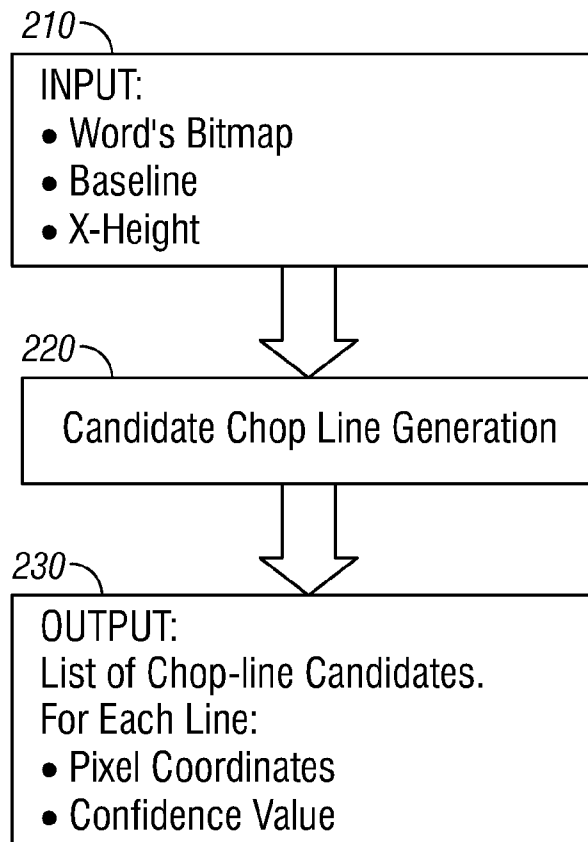 210
INPUT:
• Word's Bitmap
• Baseline
• X-Height
220
Candidate Chop Line Generation
230
OUTPUT:
List of Chop-line Candidates.
For Each Line:
• Pixel Coordinates
• Confidence Value